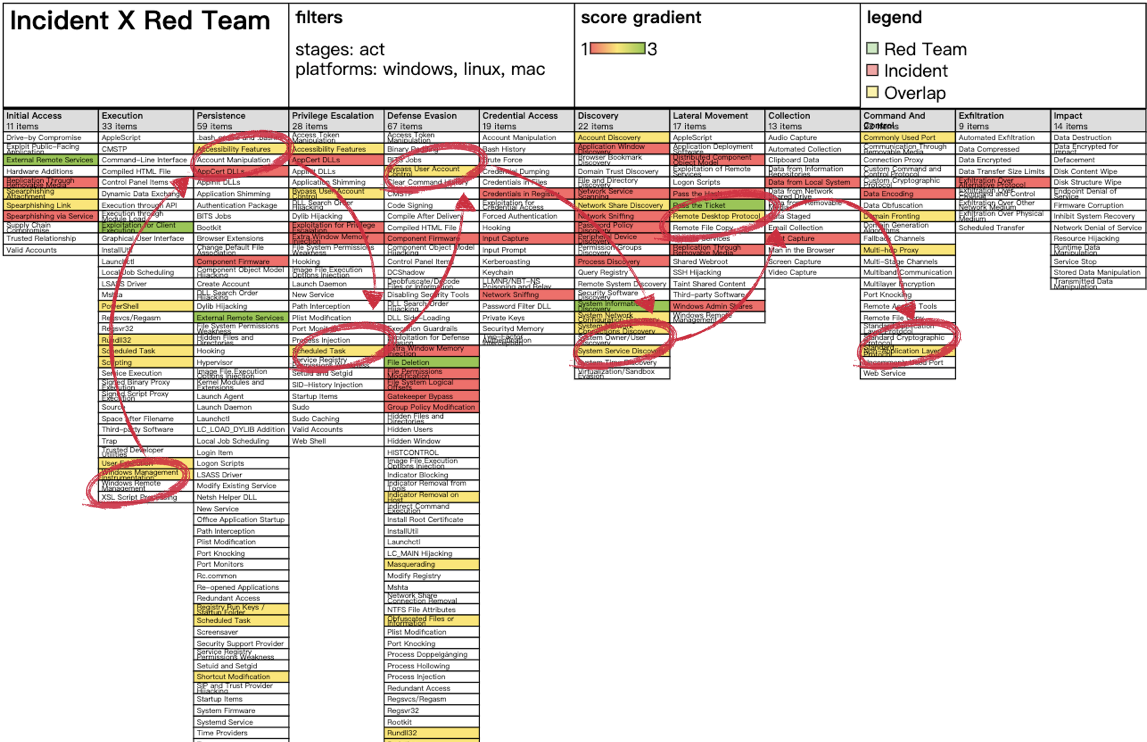 Incident X Red Team
filters
stages: act
platforms: windows, linux, mac
score gradient
1
3
legend
Red Team
Incident
Overlap
Initial Access
11 items
Drive-by Compromise
Exploit Public-Facing
Application
External Remote Services
Hardware Additions
Replication Through
Removable Media
Spearphishing
Attachment
Spearphishing Link
Spearphishing via Service
Supply Chain
Compromise
Trusted Relationship
Valid Accounts
Execution
33 items
AppleScript
CMSTP
Command-Line Interface
Compiled HTML File
Control Panel Items
Dynamic Data Exchange
Execution through API
Execution through
Module Load
Exploitation for Client
Execution
Graphical User Interface
InstallUtil
Launchctl
Local Job Scheduling
LSASS Driver
Mshta
PowerShell
Regsvcs/Regasm
Regsvr32
Rundll32
Scheduled Task
Scripting
Service Execution
Signed Binary Proxy
Execution
Signed Script Proxy
Execution
Source
Space after Filename
Third-party Software
Trap
Trusted Developer
Utilities
User Execution
Windows Management
Instrumentation
Windows Remote
Management
XSL Script Processing
Persistence
59 items
.bash_profile and .bashrc
Accessibility Features
Account Manipulation
AppCert DLLs
AppInit DLLs
Application Shimming
Authentication Package
BITS Jobs
Bootkit
Browser Extensions
Change Default File
Association
Component Firmware
Component Object Model
Hijacking
Create Account
DLL Search Order
Hijacking
Dylib Hijacking
External Remote Services
File System Permissions
Weakness
Hidden Files and
Directories
Hooking
Hypervisor
Image File Execution
Options Injection
Kernel Modules and
Extensions
Launch Agent
Launch Daemon
Launchctl
LC_LOAD_DYLIB Addition
Local Job Scheduling
Login Item
Logon Scripts
LSASS Driver
Modify Existing Service
Netsh Helper DLL
New Service
Office Application Startup
Path Interception
Plist Modification
Port Knocking
Port Monitors
Rc.common
Re-opened Applications
Redundant Access
Registry Run Keys /
Startup Folder
Scheduled Task
Screensaver
Security Support Provider
Service Registry
Permissions Weakness
Setuid and Setgid
Shortcut Modification
SIP and Trust Provider
Hijacking
Startup Items
System Firmware
Systemd Service
Time Providers
Privilege Escalation
28 items
Access Token
Manipulation
Accessibility Features
AppCert DLLs
AppInit DLLs
Application Shimming
Bypass User Account
Control
DLL Search Order
Hijacking
Dylib Hijacking
Exploitation for Privilege
Escalation
Extra Window Memory
Injection
File System Permissions
Weakness
Hooking
Image File Execution
Options Injection
Launch Daemon
New Service
Path Interception
Plist Modification
Port Monitors
Process Injection
Scheduled Task
Service Registry
Permissions Weakness
Setuid and Setgid
SID-History Injection
Startup Items
Sudo
Sudo Caching
Valid Accounts
Web Shell
Defense Evasion
67 items
Access Token
Manipulation
Binary Padding
BITS Jobs
Bypass User Account
Control
Clear Command History
CMSTP
Code Signing
Compile After Delivery
Compiled HTML File
Component Firmware
Component Object Model
Hijacking
Control Panel Items
DCShadow
Deobfuscate/Decode
Files or Information
Disabling Security Tools
DLL Search Order
Hijacking
DLL Side-Loading
Execution Guardrails
Exploitation for Defense
Evasion
Extra Window Memory
Injection
File Deletion
File Permissions
Modification
File System Logical
Offsets
Gatekeeper Bypass
Group Policy Modification
Hidden Files and
Directories
Hidden Users
Hidden Window
HISTCONTROL
Image File Execution
Options Injection
Indicator Blocking
Indicator Removal from
Tools
Indicator Removal on
Host
Indirect Command
Execution
Install Root Certificate
InstallUtil
Launchctl
LC_MAIN Hijacking
Masquerading
Modify Registry
Mshta
Network Share
Connection Removal
NTFS File Attributes
Obfuscated Files or
Information
Plist Modification
Port Knocking
Process Doppelgänging
Process Hollowing
Process Injection
Redundant Access
Regsvcs/Regasm
Regsvr32
Rootkit
Rundll32
Credential Access
19 items
Account Manipulation
Bash History
Brute Force
Credential Dumping
Credentials in Files
Credentials in Registry
Exploitation for
Credential Access
Forced Authentication
Hooking
Input Capture
Input Prompt
Kerberoasting
Keychain
LLMNR/NBT-NS
Poisoning and Relay
Network Sniffing
Password Filter DLL
Private Keys
Securityd Memory
Authentication
Discovery
22 items
Account Discovery
Application Window
Discovery
Browser Bookmark
Discovery
Domain Trust Discovery
File and Directory
Discovery
Network Service
Scanning
Network Share Discovery
Network Sniffing
Password Policy
Discovery
Peripheral Device
Discovery
Permission Groups
Discovery
Process Discovery
Query Registry
Remote System Discovery
Security Software
Discovery
System Information
Discovery
System Network
Configuration Discovery
System Network
Connections Discovery
System Owner/User
Discovery
System Service Discovery
System Time Discovery
Virtualization/Sandbox
Evasion
Lateral Movement
17 items
AppleScript
Application Deployment
Software
Distributed Component
Object Model
Exploitation of Remote
Services
Logon Scripts
Pass the Hash
Pass the Ticket
Remote Desktop Protocol
Remote File Copy
Remote Services
Replication Through
Removable Media
Shared Webroot
SSH Hijacking
Taint Shared Content
Third-party Software
Windows Admin Shares
Windows Remote
Management
Collection
13 items
Audio Capture
Automated Collection
Clipboard Data
Data from Information
Repositories
Data from Local System
Data from Network
Shared Drive
Data from Removable
Media
Data Staged
Email Collection
Input Capture
Man in the Browser
Screen Capture
Video Capture
Command And
Control
Commonly Used Port
Communication Through
Removable Media
Connection Proxy
Custom Command and
Control Protocol
Custom Cryptographic
Protocol
Data Encoding
Data Obfuscation
Domain Fronting
Domain Generation
Algorithms
Fallback Channels
Multi-hop Proxy
Multi-Stage Channels
Multiband Communication
Multilayer Encryption
Port Knocking
Remote Access Tools
Remote File Copy
Standard Application
Layer Protocol
Standard Cryptographic
Protocol
Standard
Non-Application Layer
Uncommonly Used Port
Web Service
Exfiltration
9 items
Automated Exfiltration
Data Compressed
Data Encrypted
Data Transfer Size Limits
Exfiltration Over
Alternative Protocol
Exfiltration Over
Command and Control
Exfiltration Over Other
Network Medium
Exfiltration Over Physical
Medium
Scheduled Transfer
Impact
14 items
Data Destruction
Data Encrypted for
Impact
Defacement
Disk Content Wipe
Disk Structure Wipe
Endpoint Denial of
Service
Firmware Corruption
Inhibit System Recovery
Network Denial of Service
Resource Hijacking
Runtime Data
Manipulation
Service Stop
Stored Data Manipulation
Transmitted Data
Manipulation